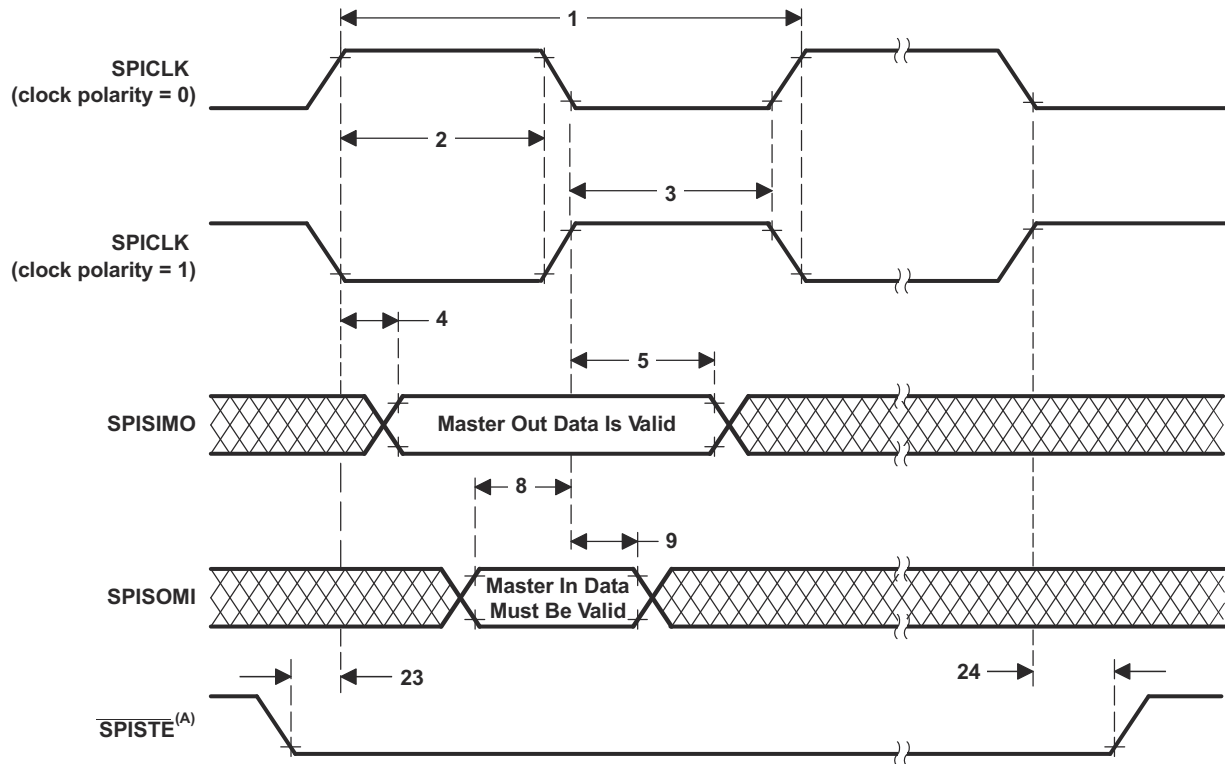 1
SPICLK
(clock polarity = 0)
2
3
SPICLK
(clock polarity = 1)
4
5
SPISIMO
Master Out Data Is Valid
8
9
SPISOMI
Master In Data
Must Be Valid
23
24
SPISTE(A)